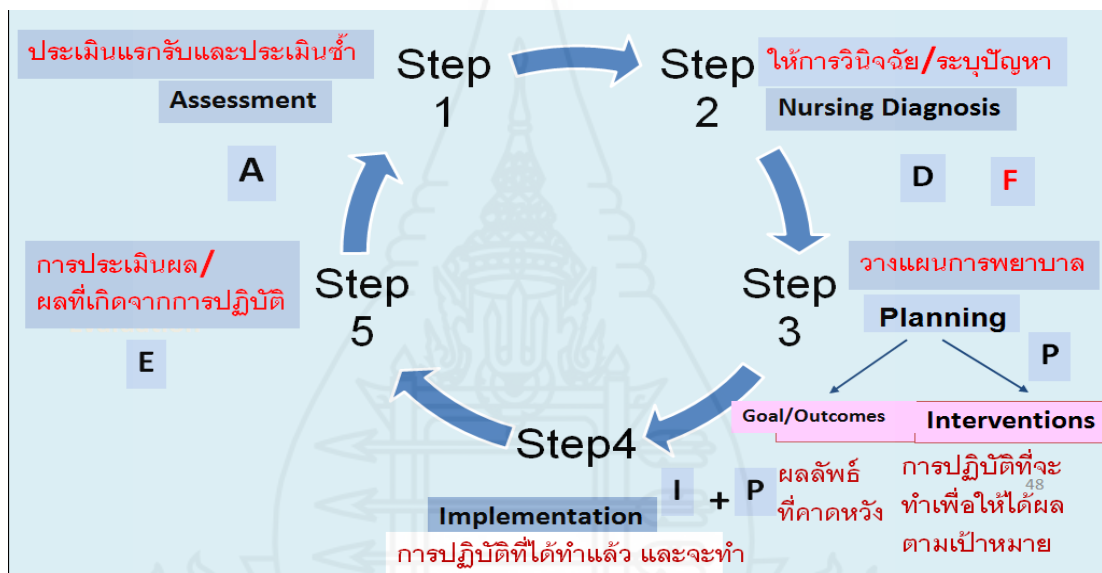 ประเมินแรกรับและประเมินซ้ำ
Assessment
A
Step
1
Step
2
ให้การวินิจฉัย/ระบุปัญหา
Nursing Diagnosis
D F
Step
3
วางแผนการพยาบาล
Planning
P
Goal/Outcomes
ผลลัพธ์
ที่คาดหวัง
Interventions
การปฏิบัติที่จะ
48
ทำเพื่อให้ได้ผล
ตามเป้าหมาย
Step4
I + P
Implementation
การปฏิบัติที่ได้ทำแล้ว และจะทำ
Step
5
การประเมินผล/
ผลที่เกิดจากการปฏิบัติ
E